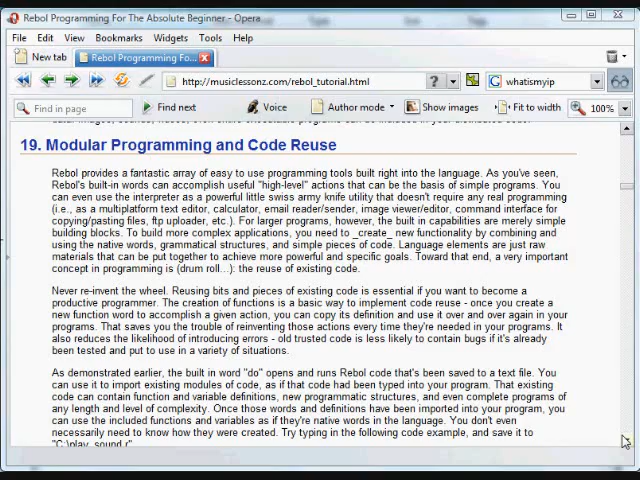 Rebol Programming For The Absolute Beginner - Opera
File Edit View Bookmarks Widgets Tools Help
New tab Rebol Programming Fo...
http://musiclessonz.com/rebol_tutorial.html ? whatismyip
Find in page Find next Voice Author mode Show images Fit to width 100%
19. Modular Programming and Code Reuse
Rebol provides a fantastic array of easy to use programming tools built right into the language. As you've seen,
Rebol's built-in words can accomplish useful "high-level" actions that can be the basis of simple programs. You
can even use the interpreter as a powerful little swiss army knife utility that doesn't require any real programming
(i.e., as a multiplatform text editor, calculator, email reader/sender, image viewer/editor, command interface for
copying/pasting files, ftp uploader, etc.). For larger programs, however, the built in capabilities are merely simple
building blocks. To build more complex applications, you need to _create_ new functionality by combining and
using the native words, grammatical structures, and simple pieces of code. Language elements are just raw
materials that can be put together to achieve more powerful and specific goals. Toward that end, a very important
concept in programming is (drum roll...): the reuse of existing code.
Never re-invent the wheel. Reusing bits and pieces of existing code is essential if you want to become a
productive programmer. The creation of functions is a basic way to implement code reuse - once you create a
new function word to accomplish a given action, you can copy its definition and use it over and over again in your
programs. That saves you the trouble of reinventing those actions every time they're needed in your programs. It
also reduces the likelihood of introducing errors - old trusted code is less likely to contain bugs if it's already
been tested and put to use in a variety of situations.
As demonstrated earlier, the built in word "do" opens and runs Rebol code that's been saved to a text file. You
can use it to import existing modules of code, as if that code had been typed into your program. That existing
code can contain function and variable definitions, new programmatic structures, and even complete programs of
any length and level of complexity. Once those words and definitions have been imported into your program, you
can use the included functions and variables as if they're native words in the language. You don't even
necessarily need to know how they were created. Try typing in the following code example, and save it to
"C:\play_sound.r"